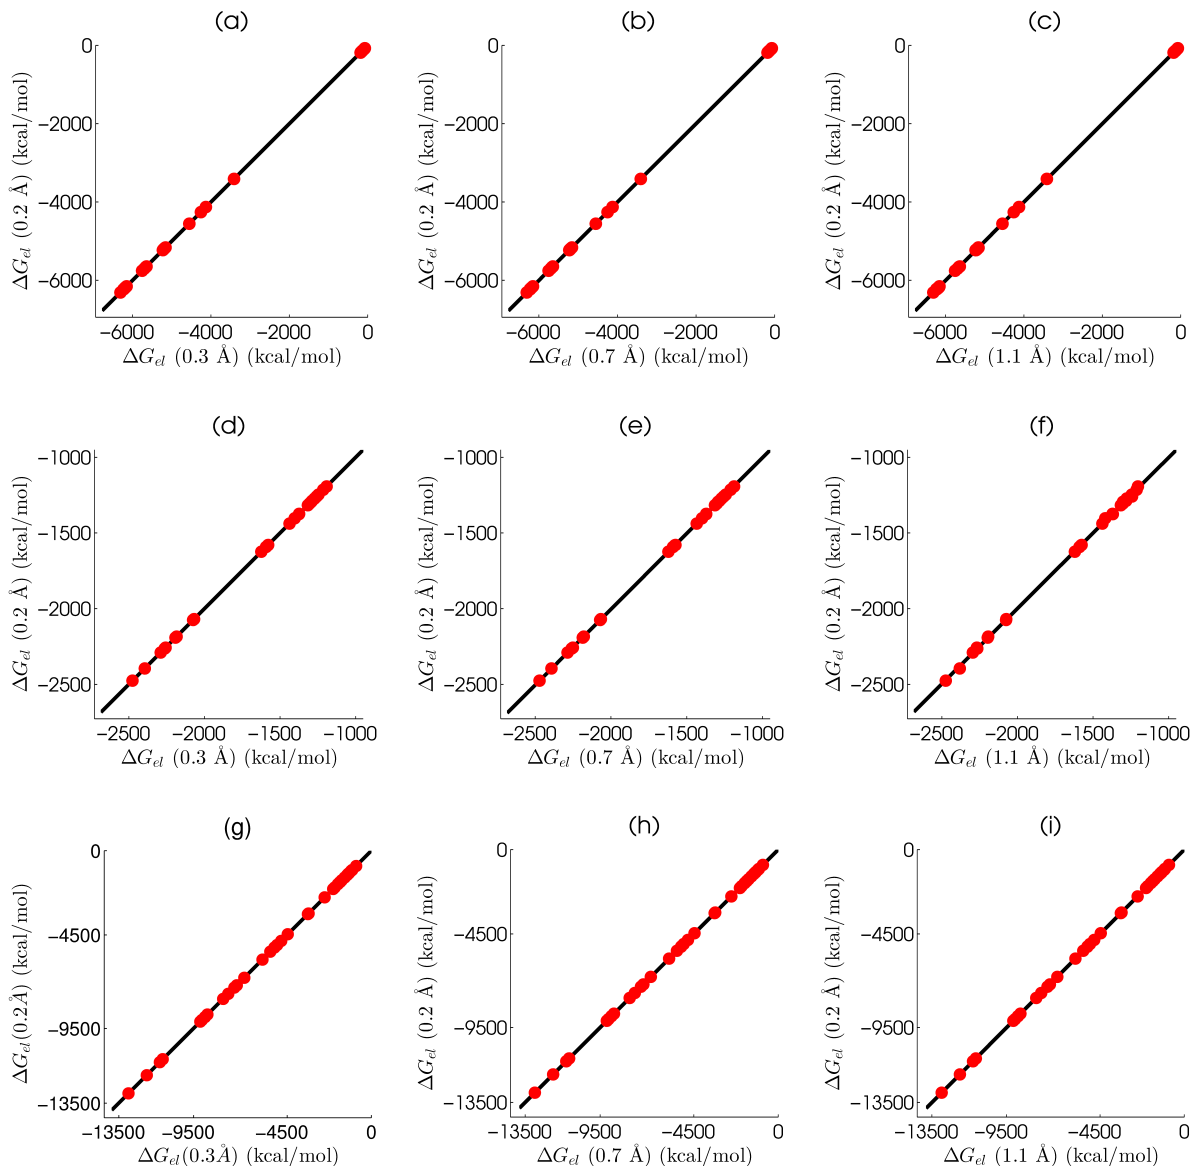 (a)
(b)
(c)
0
−2000
−4000
−6000
ΔG_el (0.2 Å) (kcal/mol)
−6000 −4000 −2000 0
ΔG_el (0.3 Å) (kcal/mol)
0
−2000
−4000
−6000
ΔG_el (0.2 Å) (kcal/mol)
−6000 −4000 −2000 0
ΔG_el (0.7 Å) (kcal/mol)
0
−2000
−4000
−6000
ΔG_el (0.2 Å) (kcal/mol)
−6000 −4000 −2000 0
ΔG_el (1.1 Å) (kcal/mol)
(d)
(e)
(f)
−1000
−1500
−2000
−2500
ΔG_el (0.2 Å) (kcal/mol)
−2500 −2000 −1500 −1000
ΔG_el (0.3 Å) (kcal/mol)
−1000
−1500
−2000
−2500
ΔG_el (0.2 Å) (kcal/mol)
−2500 −2000 −1500 −1000
ΔG_el (0.7 Å) (kcal/mol)
−1000
−1500
−2000
−2500
ΔG_el (0.2 Å) (kcal/mol)
−2500 −2000 −1500 −1000
ΔG_el (1.1 Å) (kcal/mol)
(g)
(h)
(i)
0
−4500
−9500
−13500
ΔG_el(0.2Å) (kcal/mol)
−13500 −9500 −4500 0
ΔG_el(0.3Å) (kcal/mol)
0
−4500
−9500
−13500
ΔG_el (0.2 Å) (kcal/mol)
−13500 −9500 −4500 0
ΔG_el (0.7 Å) (kcal/mol)
0
−4500
−9500
−13500
ΔG_el (0.2 Å) (kcal/mol)
−13500 −9500 −4500 0
ΔG_el (1.1 Å) (kcal/mol)